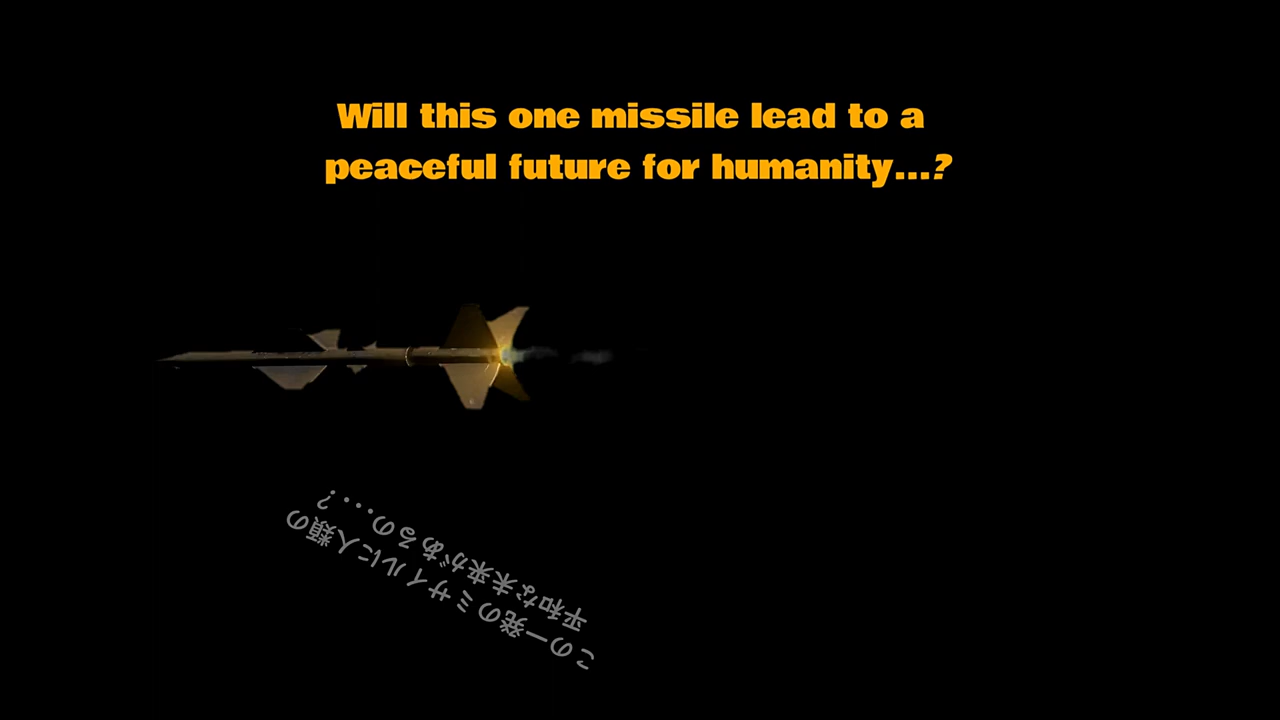 Will this one missile lead to a
peaceful future for humanity...?
この一発のミサイルに人類の
平和な未来があるの...?